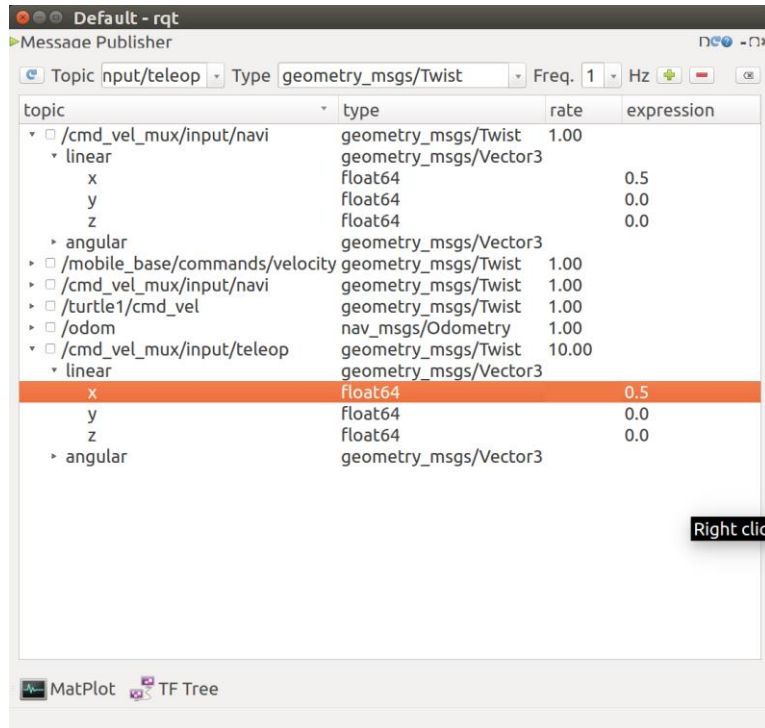 Default - rqt
Message Publisher
Topic nput/teleop Type geometry_msgs/Twist Freq. 1 Hz
topic type rate expression
/cmd_vel_mux/input/navi geometry_msgs/Twist 1.00
linear geometry_msgs/Vector3
x float64 0.5
y float64 0.0
z float64 0.0
angular geometry_msgs/Vector3
/mobile_base/commands/velocity geometry_msgs/Twist 1.00
/cmd_vel_mux/input/navi geometry_msgs/Twist 1.00
/turtle1/cmd_vel geometry_msgs/Twist 1.00
/odom nav_msgs/Odometry 1.00
/cmd_vel_mux/input/teleop geometry_msgs/Twist 10.00
linear geometry_msgs/Vector3
x float64 0.5
y float64 0.0
z float64 0.0
angular geometry_msgs/Vector3
Right clic
MatPlot TF Tree